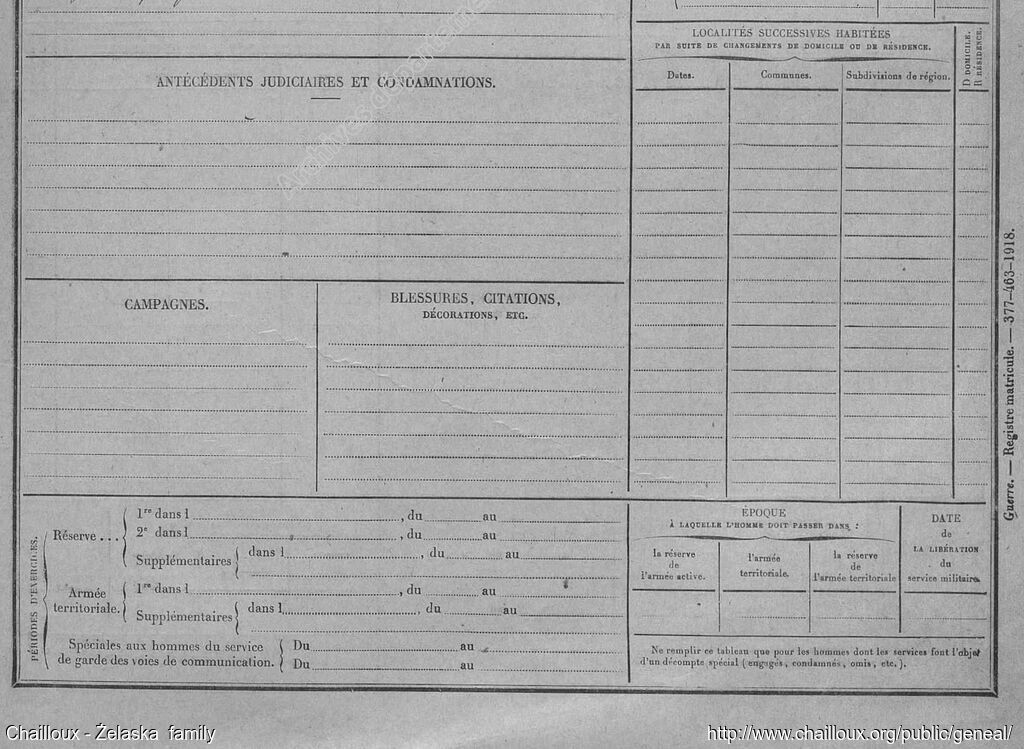 LOCALITÉS SUCCESSIVES HABITÉES
PAR SUITE DE CHANGEMENTS DE DOMICILE OU DE RÉSIDENCE.
Dates.
Communes.
Subdivisions de région.
D DOMICILE.
R RÉSIDENCE.
ANTÉCÉDENTS JUDICIAIRES ET CONDAMNATIONS.
CAMPAGNES.
BLESSURES, CITATIONS,
DÉCORATIONS, ETC.
PÉRIODES D'EXERCICES.
Réserve...
1re dans l , du au
2e dans l , du au
Supplémentaires
dans l , du au
Armée
territoriale.
1re dans l , du au
Supplémentaires
dans l , du au
Spéciales aux hommes du service
de garde des voies de communication.
Du au
Du au
ÉPOQUE
À LAQUELLE L'HOMME DOIT PASSER DANS :
la réserve
de
l'armée active.
l'armée
territoriale.
la réserve
de
l'armée territoriale
DATE
de
LA LIBÉRATION
du
service militaire.
Ne remplir ce tableau que pour les hommes dont les services font l'objet
d'un décompte spécial (engagés, condamnés, omis, etc.).
Guerre. — Registre matricule. — 377-463-1918.
Chailloux - Želaska family
http://www.chailloux.org/public/geneal/